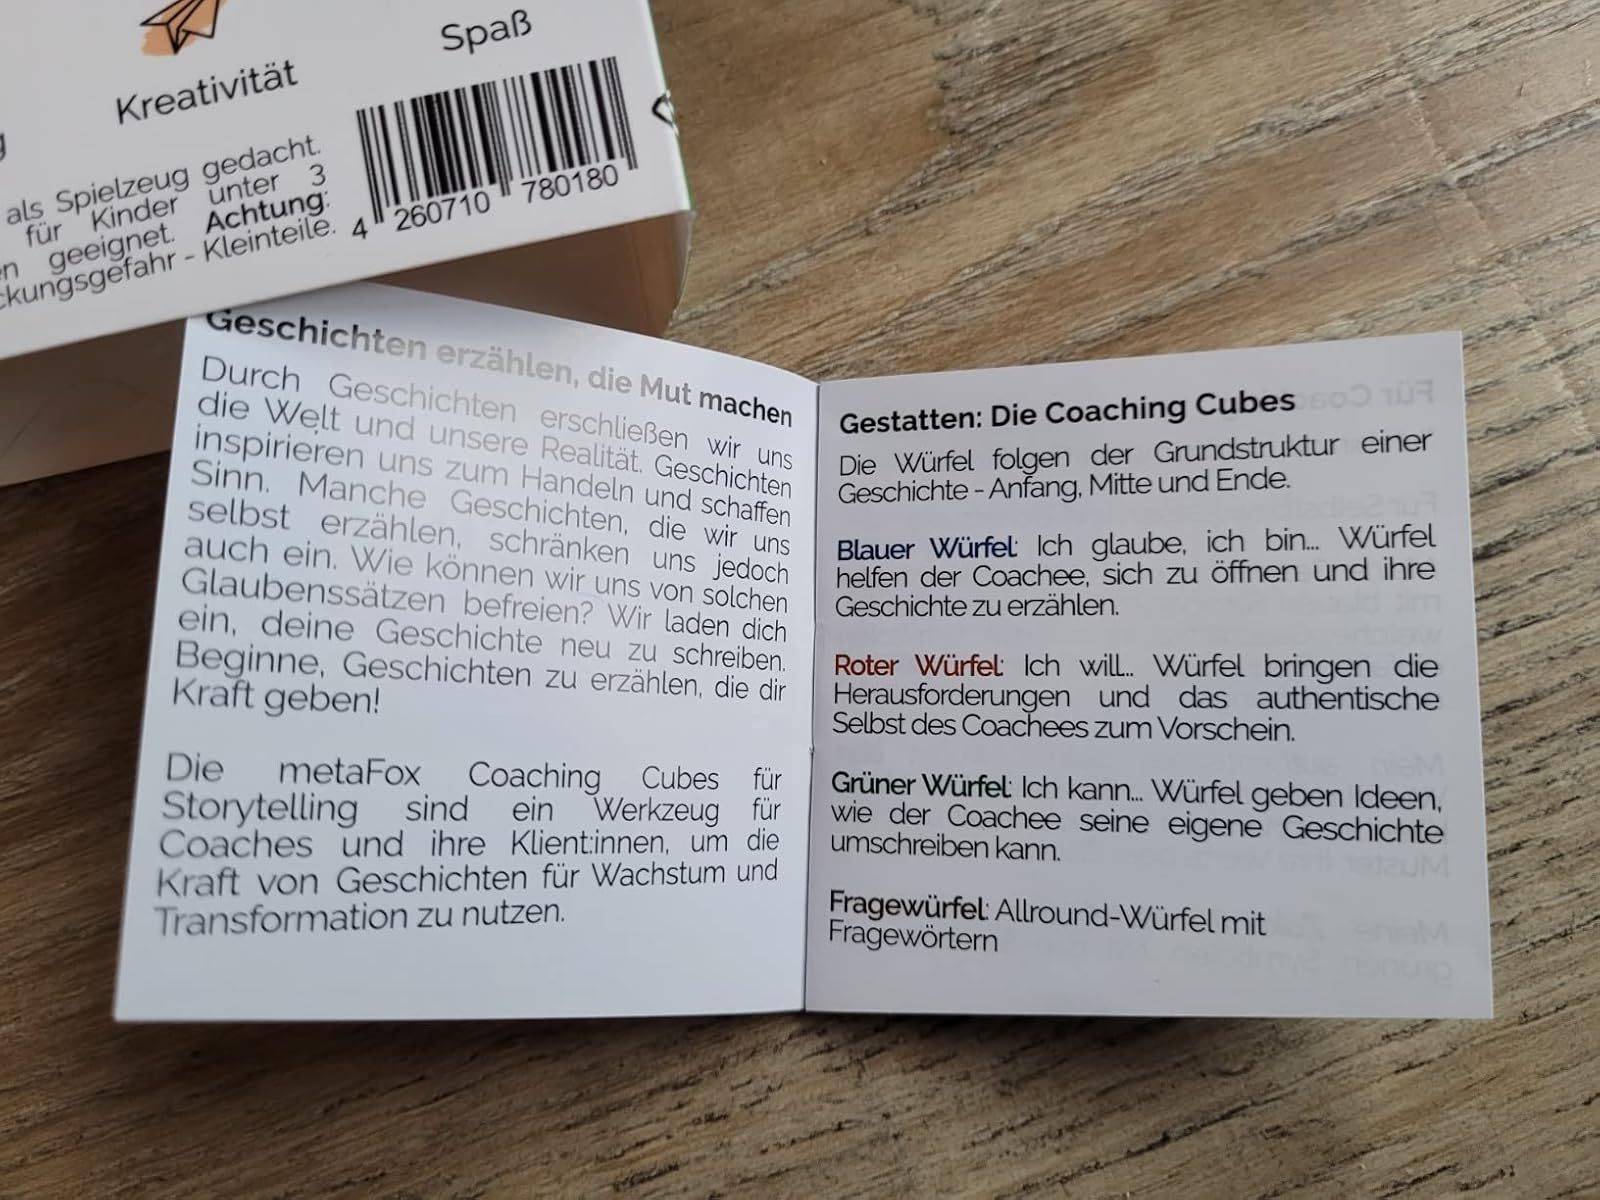 Spaß
Kreativität
als Spielzeug gedacht.
für Kinder unter 3
geeignet. Achtung:
ckungsgefahr - Kleinteile.
4 260710 780180
Geschichten erzählen, die Mut machen
Durch Geschichten erschließen wir uns
die Welt und unsere Realität. Geschichten
inspirieren uns zum Handeln und schaffen
Sinn. Manche Geschichten, die wir uns
selbst erzählen, schränken uns jedoch
auch ein. Wie können wir uns von solchen
Glaubenssätzen befreien? Wir laden dich
ein, deine Geschichte neu zu schreiben.
Beginne, Geschichten zu erzählen, die dir
Kraft geben!
Die metaFox Coaching Cubes für
Storytelling sind ein Werkzeug für
Coaches und ihre Klient:innen, um die
Kraft von Geschichten für Wachstum und
Transformation zu nutzen.
Gestatten: Die Coaching Cubes
Die Würfel folgen der Grundstruktur einer
Geschichte - Anfang, Mitte und Ende.
Blauer Würfel: Ich glaube, ich bin... Würfel
helfen der Coachee, sich zu öffnen und ihre
Geschichte zu erzählen.
Roter Würfel: Ich will... Würfel bringen die
Herausforderungen und das authentische
Selbst des Coachees zum Vorschein.
Grüner Würfel: Ich kann... Würfel geben Ideen,
wie der Coachee seine eigene Geschichte
umschreiben kann.
Fragewürfel: Allround-Würfel mit
Fragewörtern